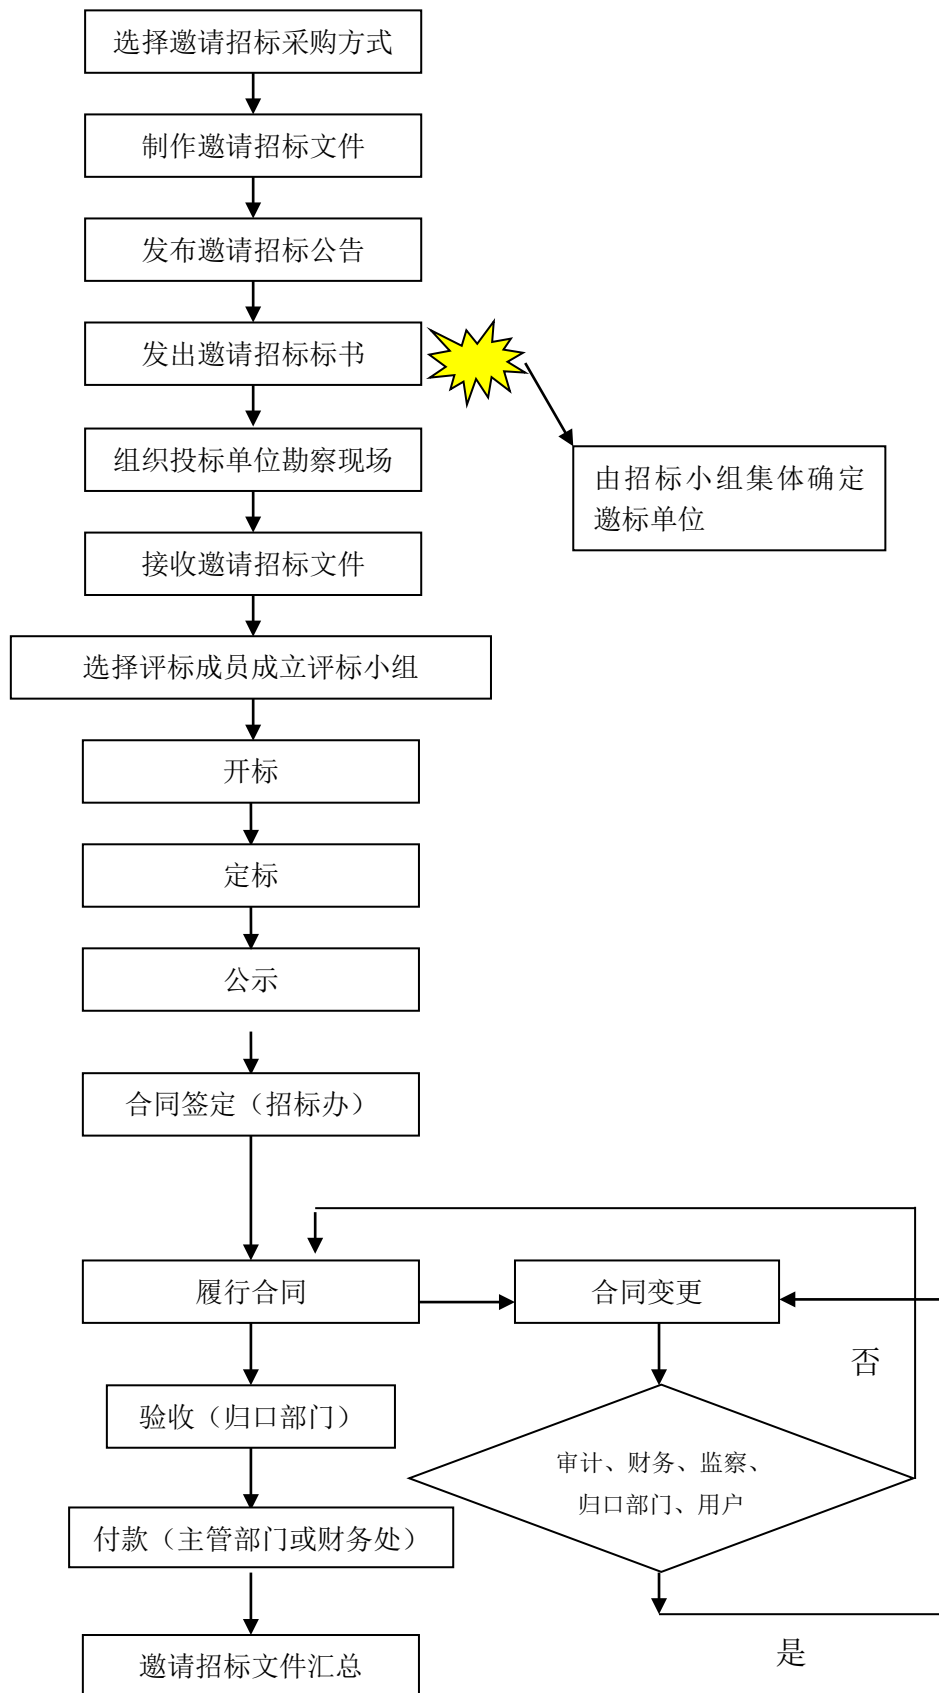 选择邀请招标采购方式
制作邀请招标文件
发布邀请招标公告
发出邀请招标标书
组织投标单位勘察现场
由招标小组集体确定
邀标单位
接收邀请招标文件
选择评标成员成立评标小组
开标
定标
公示
合同签定（招标办）
履行合同
合同变更
否
验收（归口部门）
审计、财务、监察、
归口部门、用户
付款（主管部门或财务处）
是
邀请招标文件汇总